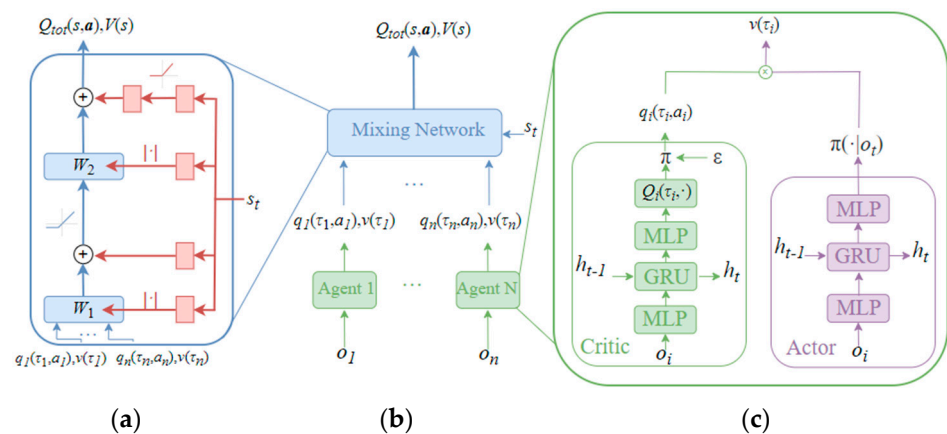 Q_tot(s,a),V(s)
+
W_2
|·|
s_t
+
W_1
|·|
...
q_1(τ_1,a_1),v(τ_1) q_n(τ_n,a_n),v(τ_n)
(a)
Q_tot(s,a),V(s)
Mixing Network
s_t
...
q_1(τ_1,a_1),v(τ_1) q_n(τ_n,a_n),v(τ_n)
Agent 1
...
Agent N
o_1
o_n
(b)
v(τ_i)
×
q_i(τ_i,a_i)
π
ε
Q_i(τ_i,·)
MLP
h_t-1
GRU
h_t
MLP
Critic
o_i
π(·|o_t)
MLP
h_t-1
GRU
h_t
MLP
Actor
o_i
(c)